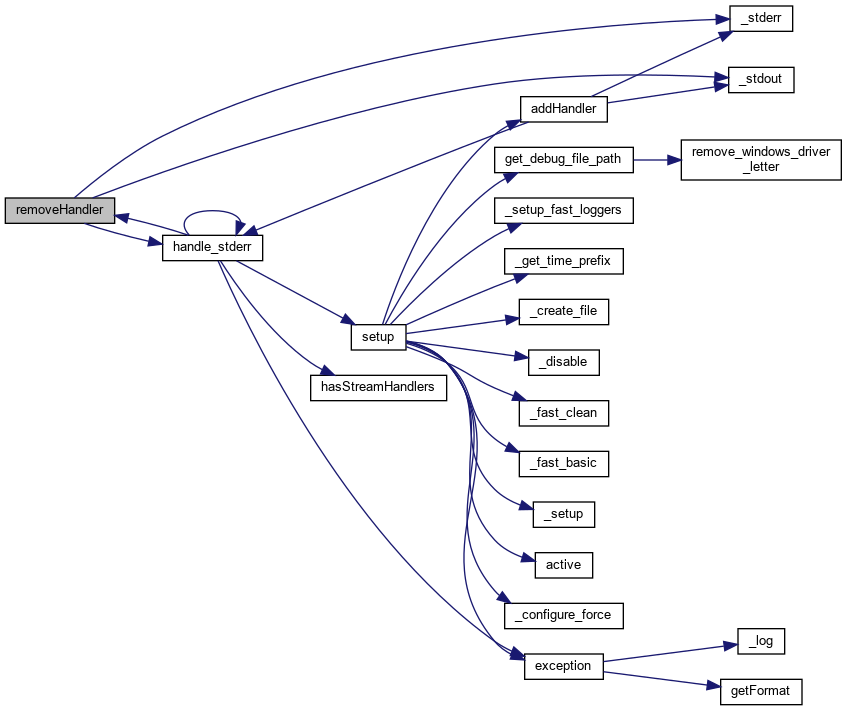 _stderr
_stdout
addHandler
get_debug_file_path
remove_windows_driver
_letter
removeHandler
_setup_fast_loggers
handle_stderr
_get_time_prefix
_create_file
setup
_disable
hasStreamHandlers
_fast_clean
_fast_basic
_setup
active
_configure_force
exception
_log
getFormat